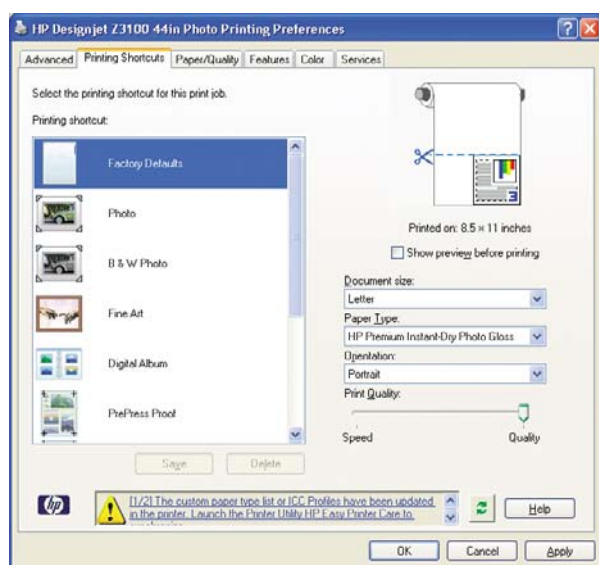 HP Designjet Z3100 44in Photo Printing Preferences
Advanced Printing Shortcuts Paper/Quality Features Color Services
Select the printing shortcut for this print job.
Printing shortcut:
Factory Defaults
Photo
B & W Photo
Fine Art
Digital Album
PrePress Proof
Save Delete
3
Printed on: 8.5 × 11 inches
Show preview before printing
Document size:
Letter
Paper Type:
HP Premium Instant-Dry Photo Gloss
Orientation:
Portrait
Print Quality:
Speed Quality
hp
[1/2] The custom paper type list or ICC Profiles have been updated
in the printer. Launch the Printer Utility HP Easy Printer Care to
Help
OK Cancel Apply